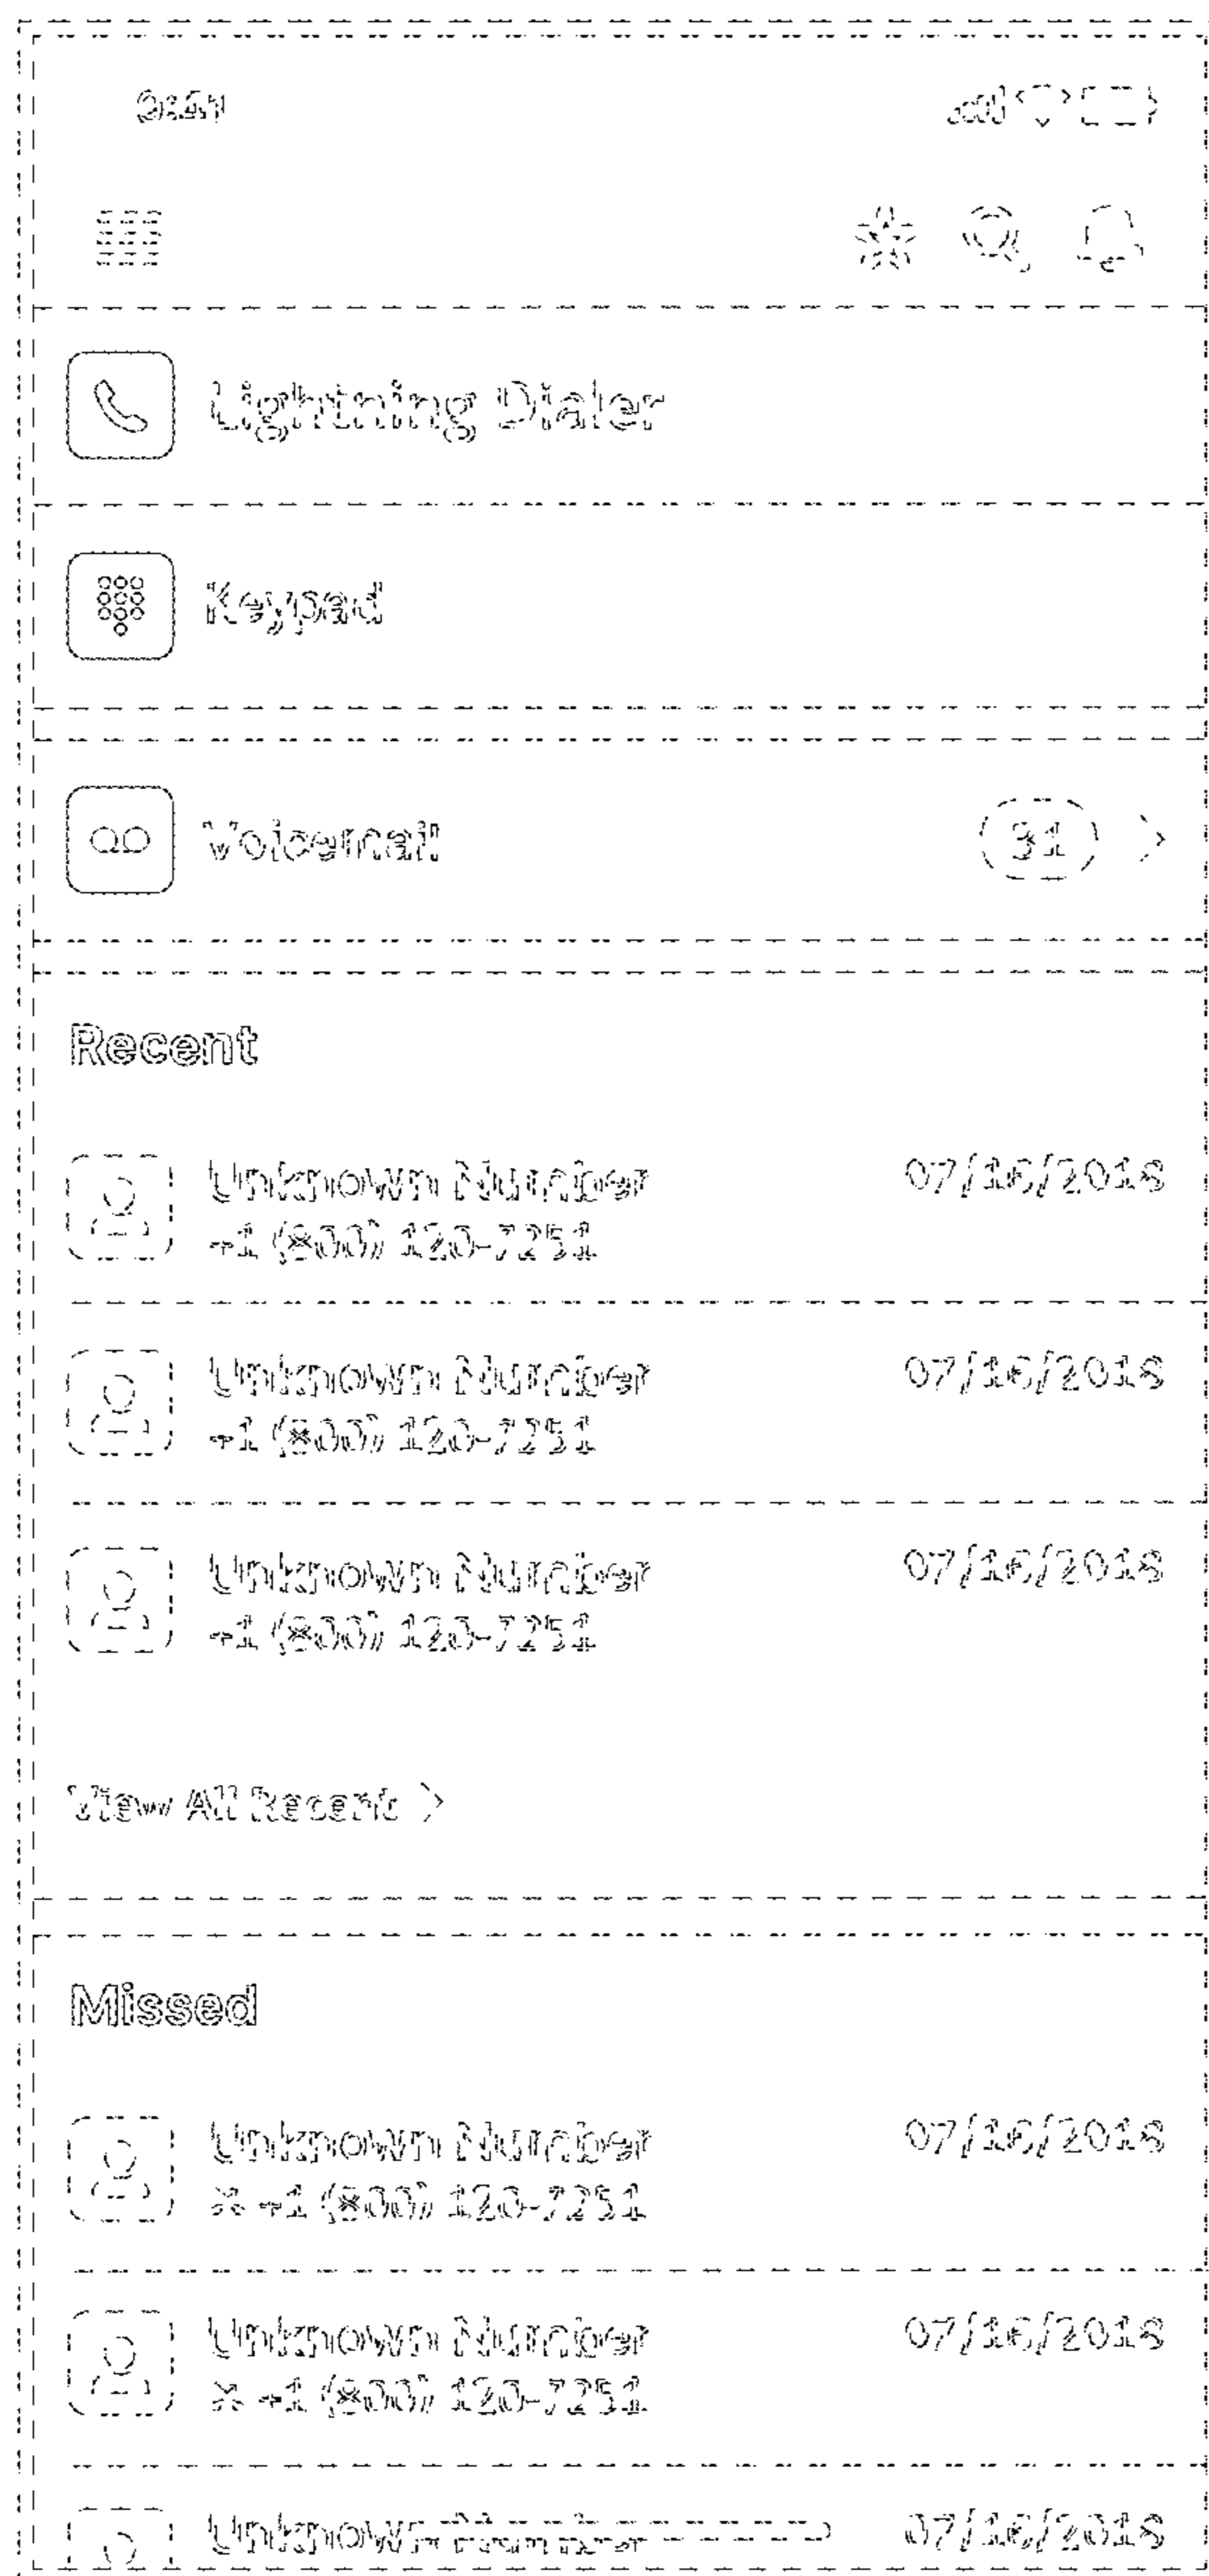 9:41
Lightning Dialer
Keypad
Voicemail 31
Recent
Unknown Number 07/16/2018
+1 (800) 120-7251
Unknown Number 07/16/2018
+1 (800) 120-7251
Unknown Number 07/16/2018
+1 (800) 120-7251
View All Recent
Missed
Unknown Number 07/16/2018
+1 (800) 120-7251
Unknown Number 07/16/2018
+1 (800) 120-7251
Unknown Number 07/16/2018